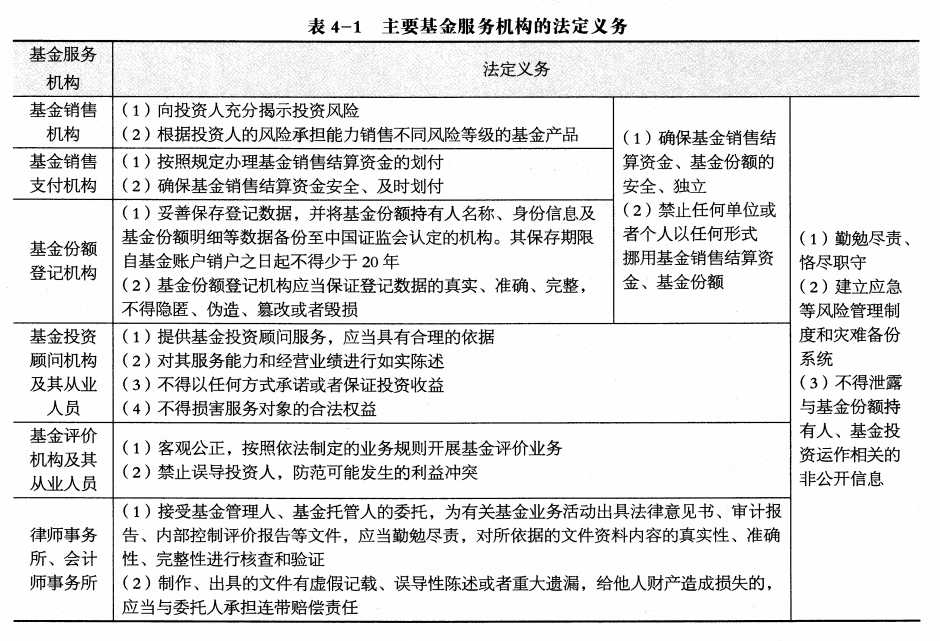 表 4-1 主要基金服务机构的法定义务
基金服务
机构
法定义务
基金销售
机构
（1）向投资人充分揭示投资风险
（2）根据投资人的风险承担能力销售不同风险等级的基金产品
基金销售
支付机构
（1）按照规定办理基金销售结算资金的划付
（2）确保基金销售结算资金安全、及时划付
基金份额
登记机构
（1）妥善保存登记数据，并将基金份额持有人名称、身份信息及
基金份额明细等数据备份至中国证监会认定的机构。其保存期限
自基金账户销户之日起不得少于 20 年
（2）基金份额登记机构应当保证登记数据的真实、准确、完整，
不得隐匿、伪造、篡改或者毁损
（1）确保基金销售结
算资金、基金份额的
安全、独立
（2）禁止任何单位或
者个人以任何形式
挪用基金销售结算资
金、基金份额
基金投资
顾问机构
及其从业
人员
（1）提供基金投资顾问服务，应当具有合理的依据
（2）对其服务能力和经营业绩进行如实陈述
（3）不得以任何方式承诺或者保证投资收益
（4）不得损害服务对象的合法权益
基金评价
机构及其
从业人员
（1）客观公正，按照依法制定的业务规则开展基金评价业务
（2）禁止误导投资人，防范可能发生的利益冲突
律师事务
所、会计
师事务所
（1）接受基金管理人、基金托管人的委托，为有关基金业务活动出具法律意见书、审计报
告、内部控制评价报告等文件，应当勤勉尽责，对所依据的文件资料内容的真实性、准确
性、完整性进行核查和验证
（2）制作、出具的文件有虚假记载、误导性陈述或者重大遗漏，给他人财产造成损失的，
应当与委托人承担连带赔偿责任
（1）勤勉尽责、
恪尽职守
（2）建立应急
等风险管理制
度和灾难备份
系统
（3）不得泄露
与基金份额持
有人、基金投
资运作相关的
非公开信息